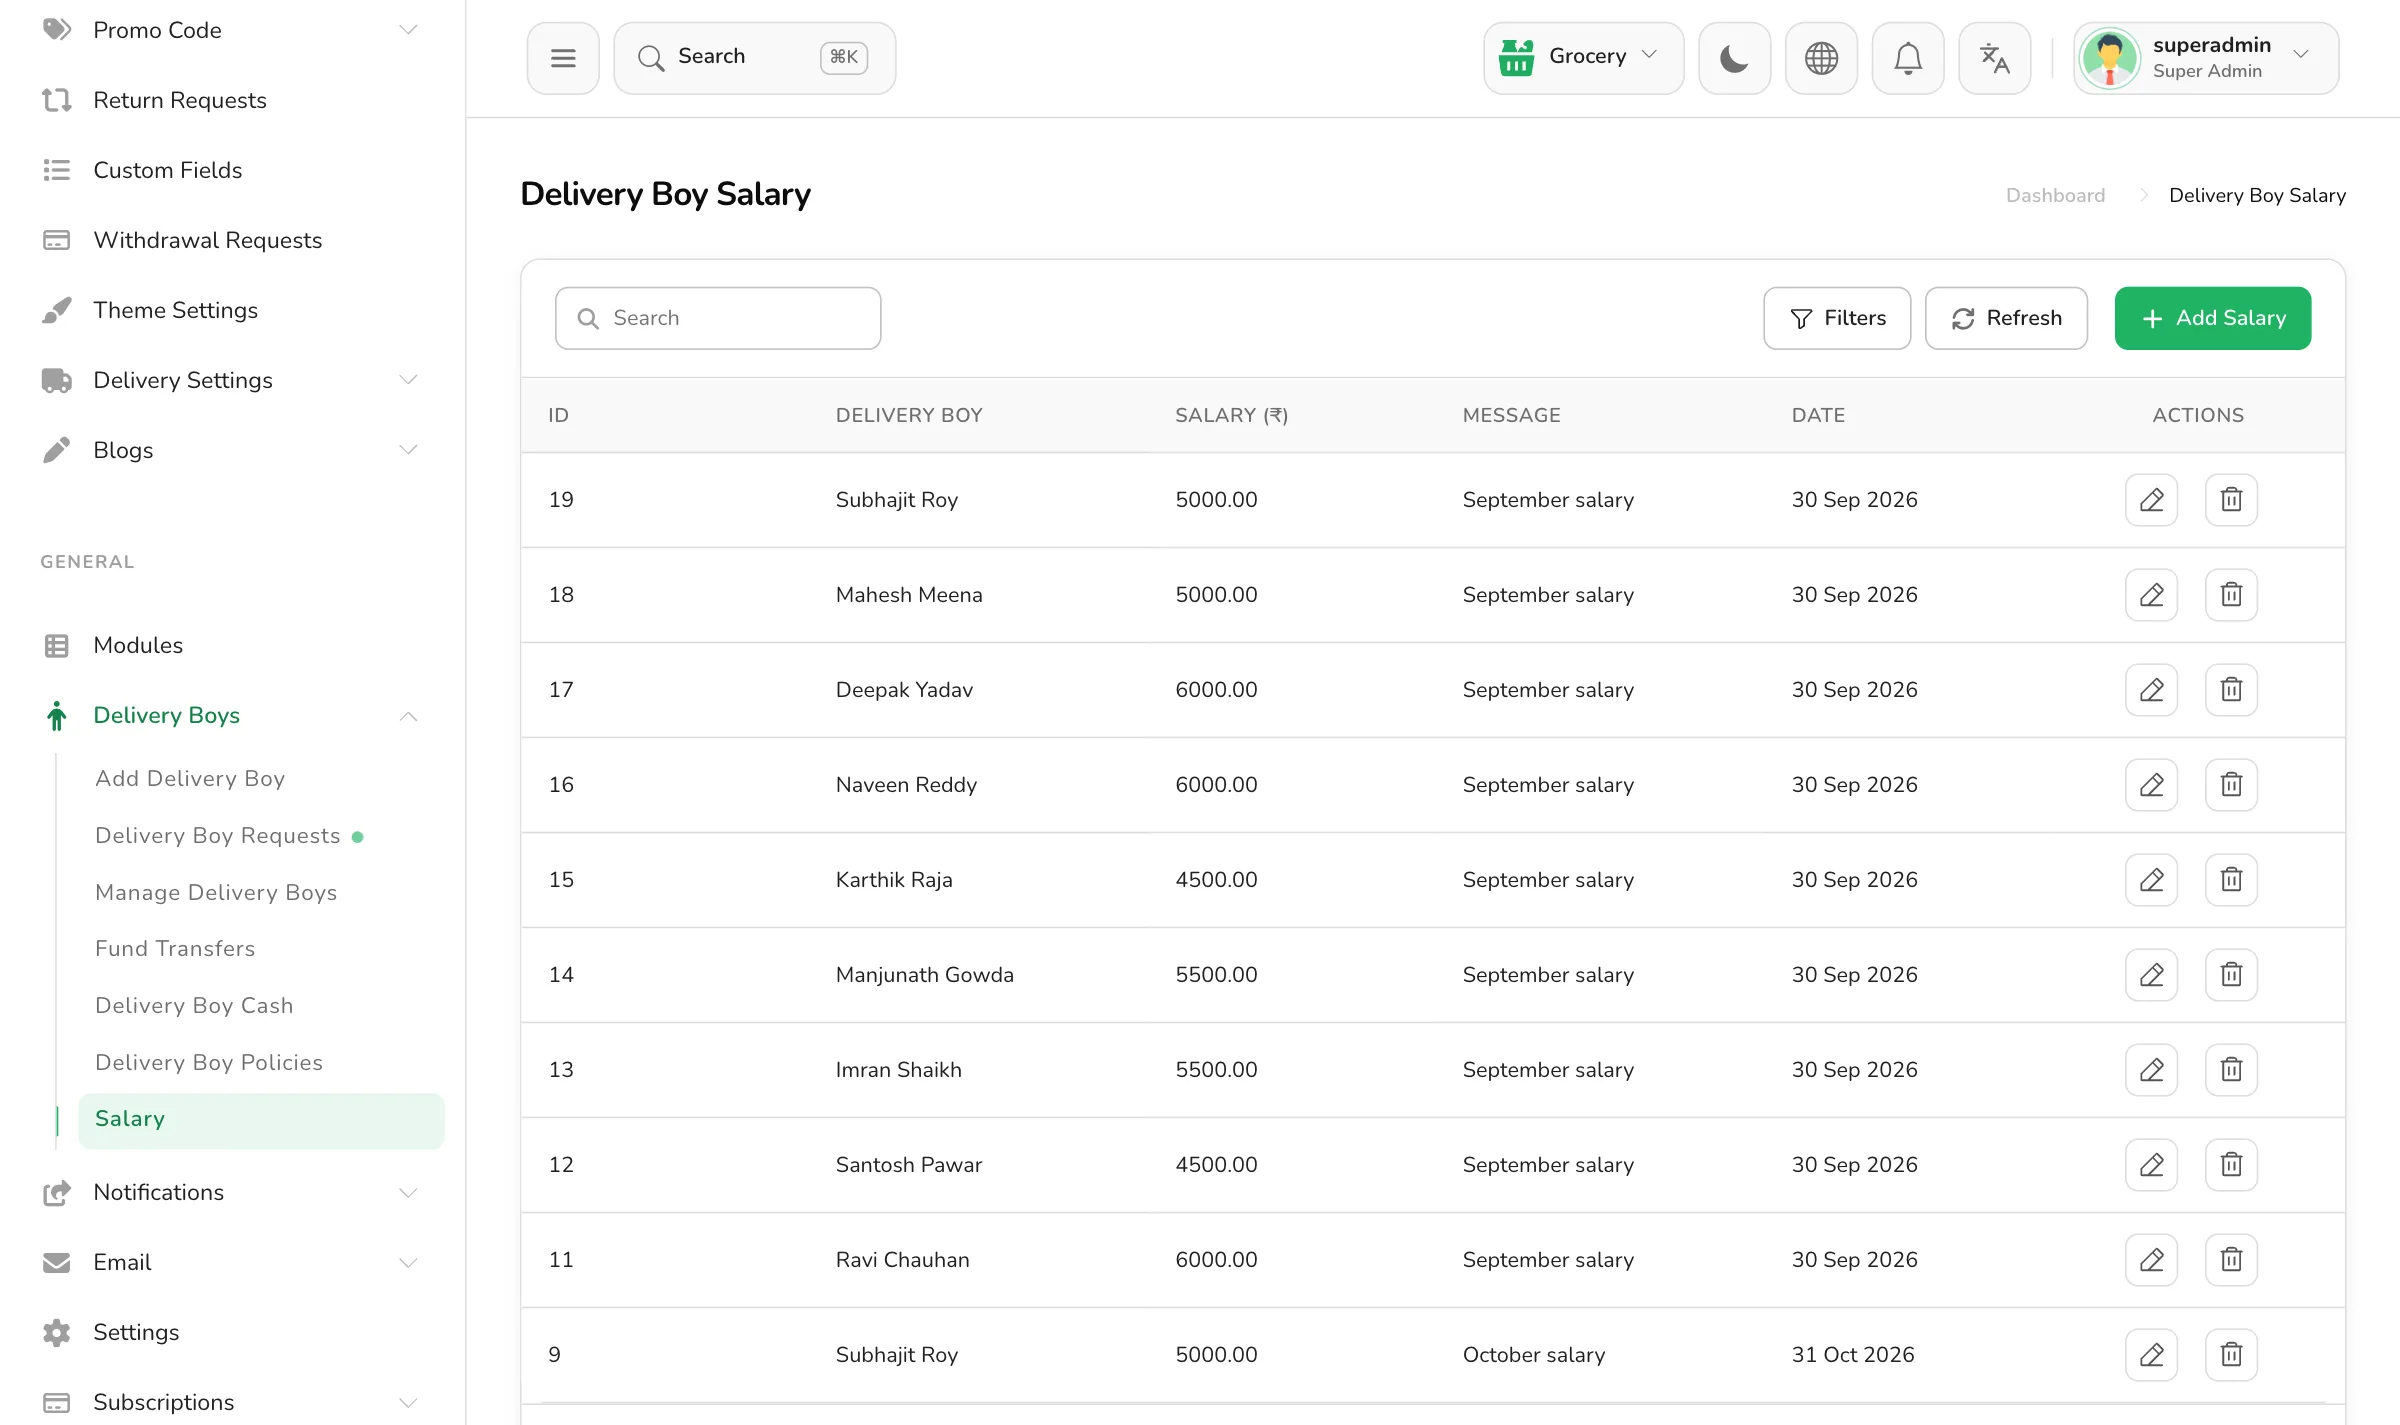 Promo Code
Return Requests
Custom Fields
Withdrawal Requests
Theme Settings
Delivery Settings
Blogs
GENERAL
Modules
Delivery Boys
Add Delivery Boy
Delivery Boy Requests
Manage Delivery Boys
Fund Transfers
Delivery Boy Cash
Delivery Boy Policies
Salary
Notifications
Email
Settings
Subscriptions
Search ⌘K
Grocery
superadmin
Super Admin
Delivery Boy Salary
Dashboard Delivery Boy Salary
Search
Filters Refresh Add Salary
ID DELIVERY BOY SALARY (₹) MESSAGE DATE ACTIONS
19 Subhajit Roy 5000.00 September salary 30 Sep 2026
18 Mahesh Meena 5000.00 September salary 30 Sep 2026
17 Deepak Yadav 6000.00 September salary 30 Sep 2026
16 Naveen Reddy 6000.00 September salary 30 Sep 2026
15 Karthik Raja 4500.00 September salary 30 Sep 2026
14 Manjunath Gowda 5500.00 September salary 30 Sep 2026
13 Imran Shaikh 5500.00 September salary 30 Sep 2026
12 Santosh Pawar 4500.00 September salary 30 Sep 2026
11 Ravi Chauhan 6000.00 September salary 30 Sep 2026
9 Subhajit Roy 5000.00 October salary 31 Oct 2026